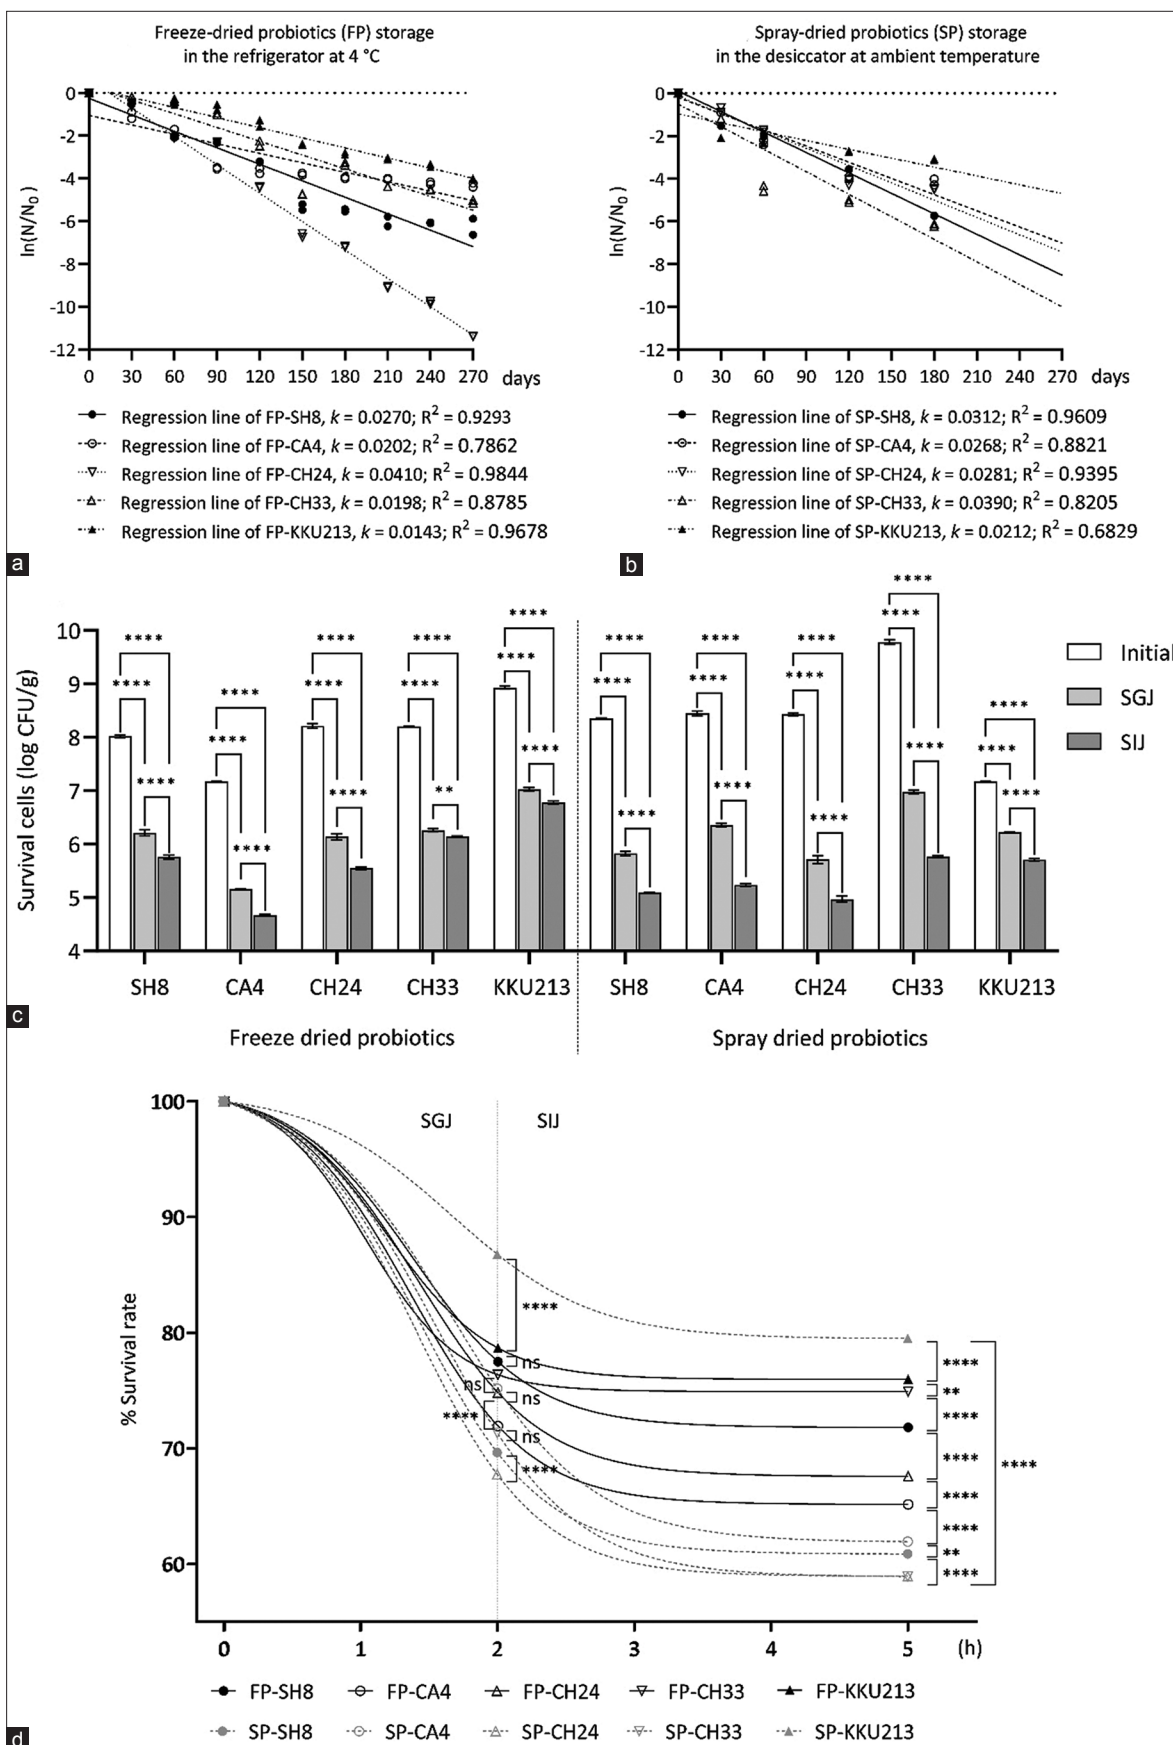 Freeze-dried probiotics (FP) storage
in the refrigerator at 4 °C
Spray-dried probiotics (SP) storage
in the desiccator at ambient temperature
ln(N/N0)
0
-2
-4
-6
-8
-10
-12
0 30 60 90 120 150 180 210 240 270 days
ln(N/N0)
0
-2
-4
-6
-8
-10
-12
0 30 60 90 120 150 180 210 240 270 days
Regression line of FP-SH8, k = 0.0270; R2 = 0.9293
Regression line of FP-CA4, k = 0.0202; R2 = 0.7862
Regression line of FP-CH24, k = 0.0410; R2 = 0.9844
Regression line of FP-CH33, k = 0.0198; R2 = 0.8785
Regression line of FP-KKU213, k = 0.0143; R2 = 0.9678
a
Regression line of SP-SH8, k = 0.0312; R2 = 0.9609
Regression line of SP-CA4, k = 0.0268; R2 = 0.8821
Regression line of SP-CH24, k = 0.0281; R2 = 0.9395
Regression line of SP-CH33, k = 0.0390; R2 = 0.8205
Regression line of SP-KKU213, k = 0.0212; R2 = 0.6829
b
Survival cells (log CFU/g)
10
9
8
7
6
5
4
**** **** ****
**** **** ****
**** **** ****
**** **** **
**** **** ****
**** **** ****
**** **** ****
**** **** ****
**** **** ****
**** **** ****
Initial
SGJ
SIJ
SH8 CA4 CH24 CH33 KKU213 SH8 CA4 CH24 CH33 KKU213
c
Freeze dried probiotics Spray dried probiotics
% Survival rate
100
90
80
70
60
SGJ SIJ
****
ns
ns
ns
****
ns
****
****
**
****
****
****
****
**
****
****
0 1 2 3 4 5 (h)
FP-SH8 FP-CA4 FP-CH24 FP-CH33 FP-KKU213
SP-SH8 SP-CA4 SP-CH24 SP-CH33 SP-KKU213
d